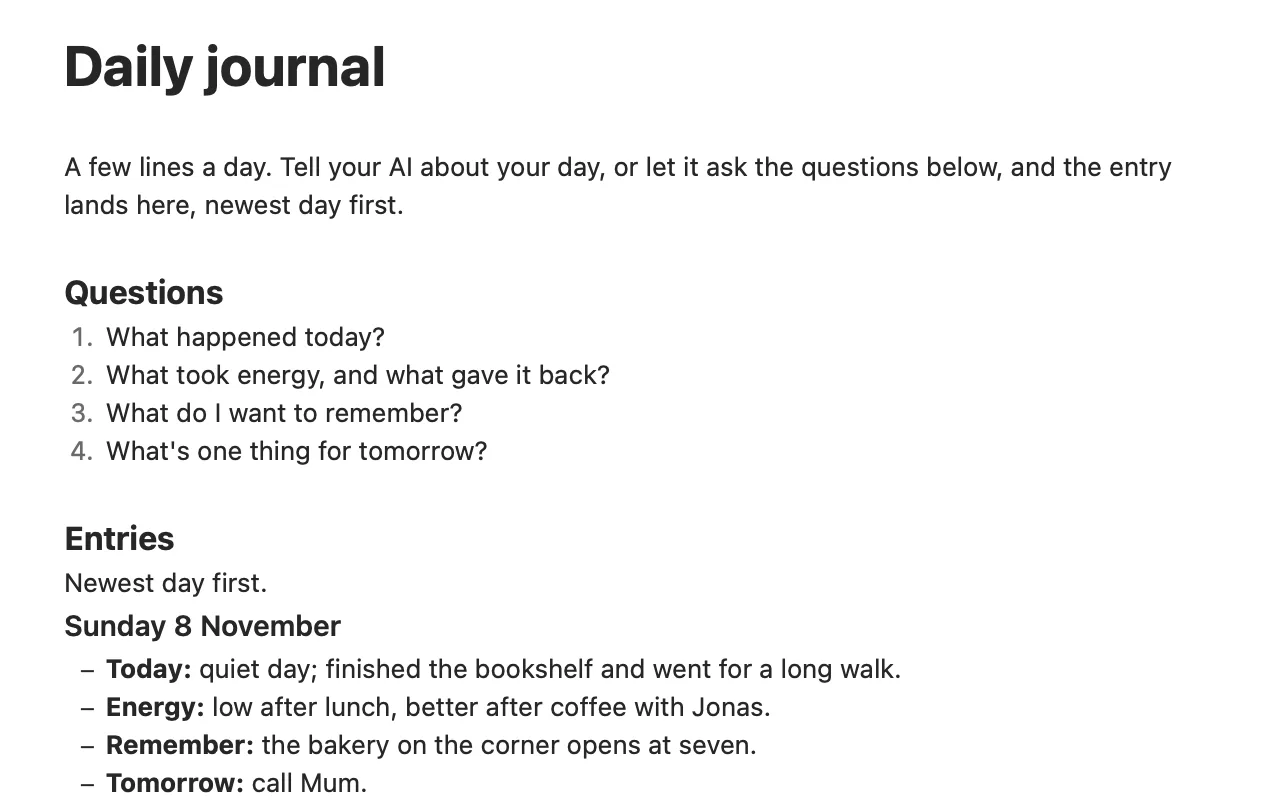 Daily journal
A few lines a day. Tell your AI about your day, or let it ask the questions below, and the entry
lands here, newest day first.
Questions
1. What happened today?
2. What took energy, and what gave it back?
3. What do I want to remember?
4. What's one thing for tomorrow?
Entries
Newest day first.
Sunday 8 November
– Today: quiet day; finished the bookshelf and went for a long walk.
– Energy: low after lunch, better after coffee with Jonas.
– Remember: the bakery on the corner opens at seven.
– Tomorrow: call Mum.